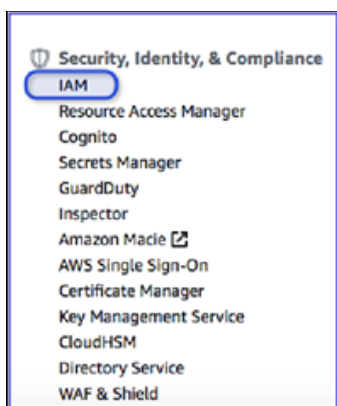 Security, Identity, & Compliance
IAM
Resource Access Manager
Cognito
Secrets Manager
GuardDuty
Inspector
Amazon Macie
AWS Single Sign-On
Certificate Manager
Key Management Service
CloudHSM
Directory Service
WAF & Shield